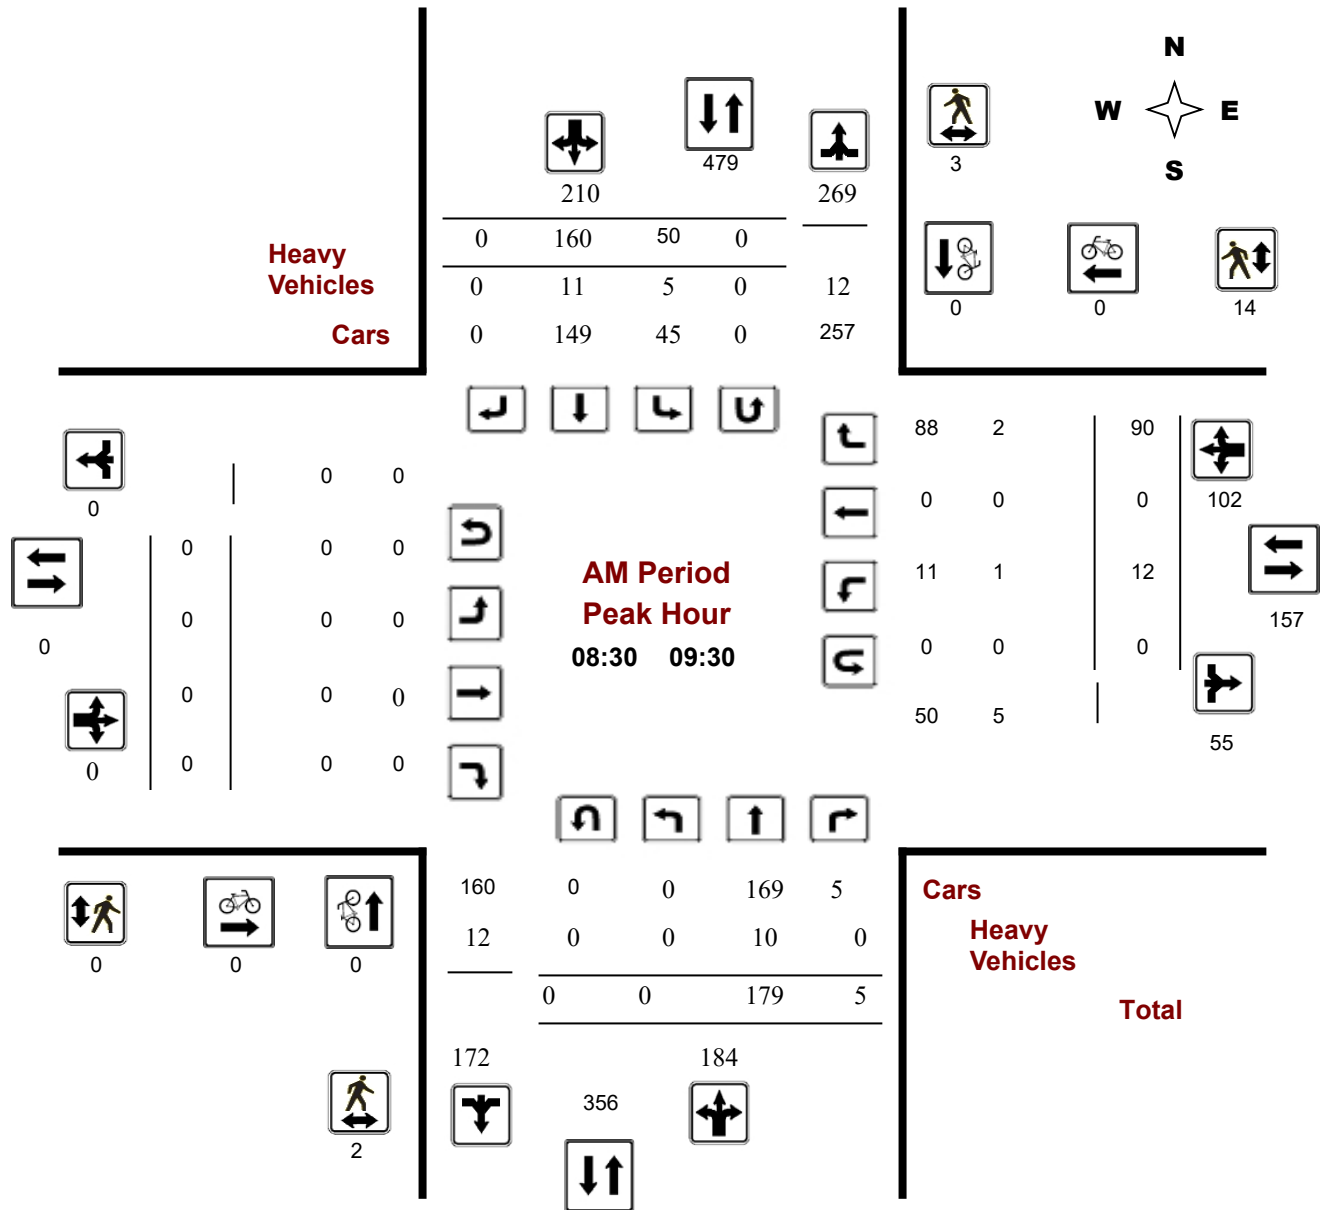 N
W E
S
479
3
210
269
0 160 50 0
Heavy
Vehicles
0 11 5 0 12
Cars
0 149 45 0 257
0 0 14
88 2 90
0 0
0
0 0 0
102
0 0 0
11 1 12
0 0 0
157
0
0 0 0
0 0 0
50 5
55
0
0 0 0
AM Period
Peak Hour
08:30 09:30
160 0 0 169 5
Cars
12 0 0 10 0
Heavy
Vehicles
0 0 0
0 0 179 5
Total
172 184
356
2